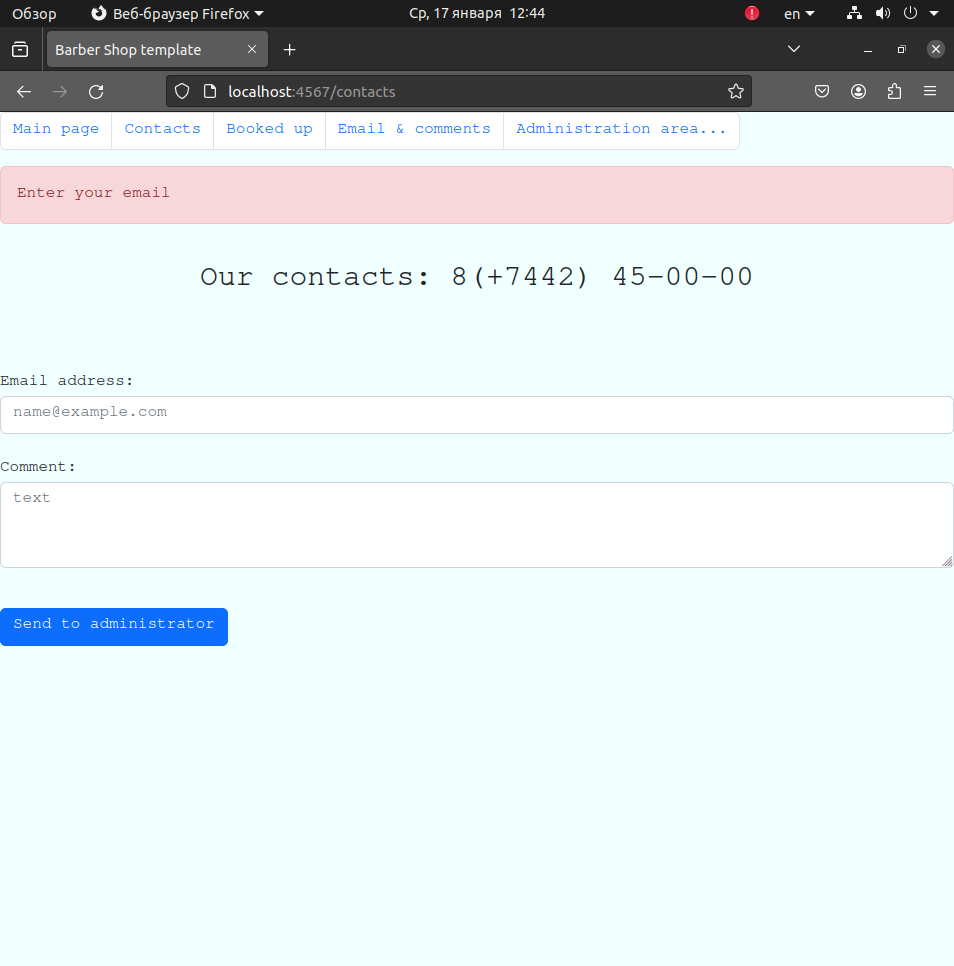 Обзор Веб-браузер Firefox Ср, 17 января 12:44 en
Barber Shop template
localhost:4567/contacts
Main page Contacts Booked up Email & comments Administration area...
Enter your email
Our contacts: 8(+7442) 45-00-00
Email address:
name@example.com
Comment:
text
Send to administrator